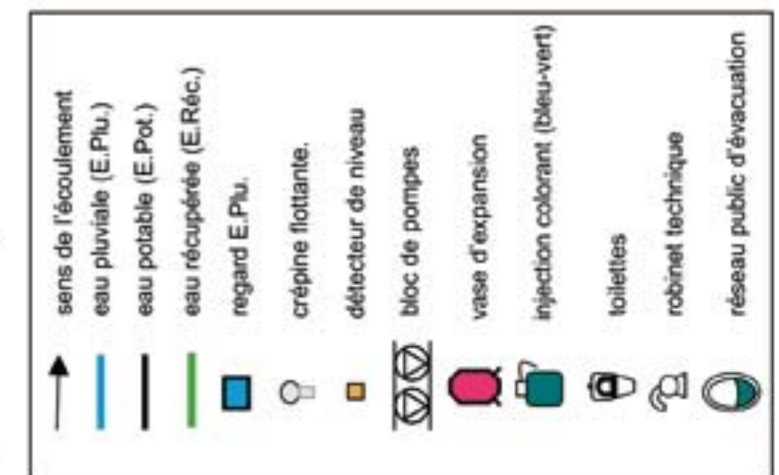 sens de l'écoulement
eau pluviale (E.Plu.)
eau potable (E.Pot.)
eau récupérée (E.Réc.)
regard E.Plu.
crépine flottante.
détecteur de niveau
bloc de pompes
vase d'expansion
injection colorant (bleu-vert)
toilettes
robinet technique
réseau public d'évacuation